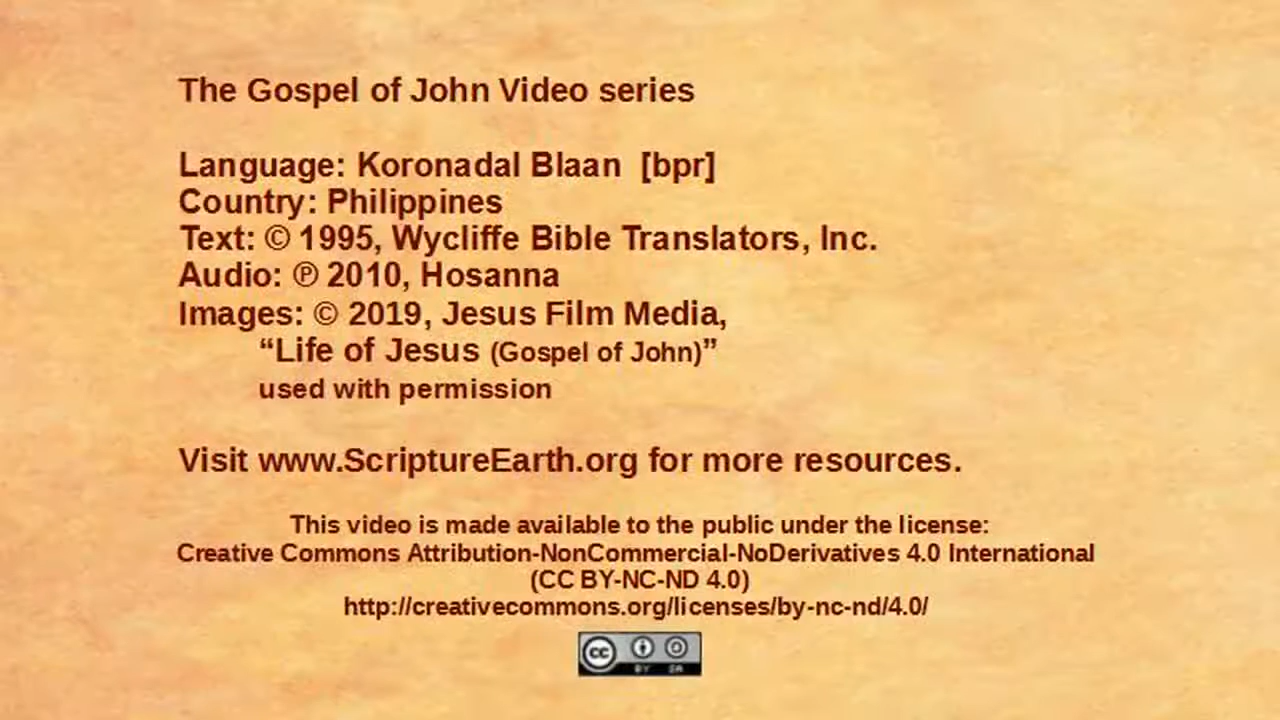 The Gospel of John Video series
Language: Koronadal Blaan [bpr]
Country: Philippines
Text: © 1995, Wycliffe Bible Translators, Inc.
Audio: ℗ 2010, Hosanna
Images: © 2019, Jesus Film Media,
“Life of Jesus (Gospel of John)”
used with permission
Visit www.ScriptureEarth.org for more resources.
This video is made available to the public under the license:
Creative Commons Attribution-NonCommercial-NoDerivatives 4.0 International
(CC BY-NC-ND 4.0)
http://creativecommons.org/licenses/by-nc-nd/4.0/
cc BY SA